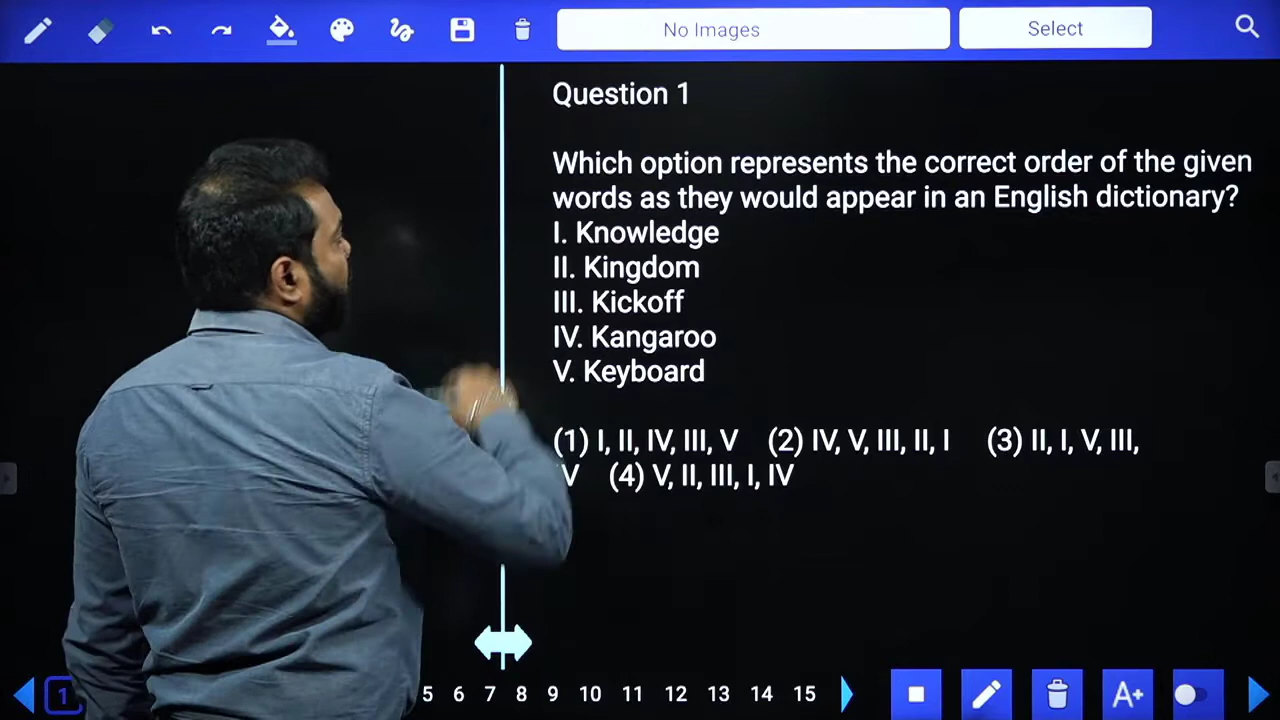 No Images
Select
Question 1
Which option represents the correct order of the given
words as they would appear in an English dictionary?
I. Knowledge
II. Kingdom
III. Kickoff
IV. Kangaroo
V. Keyboard
(1) I, II, IV, III, V (2) IV, V, III, II, I (3) II, I, V, III,
V (4) V, II, III, I, IV
1 5 6 7 8 9 10 11 12 13 14 15 A+